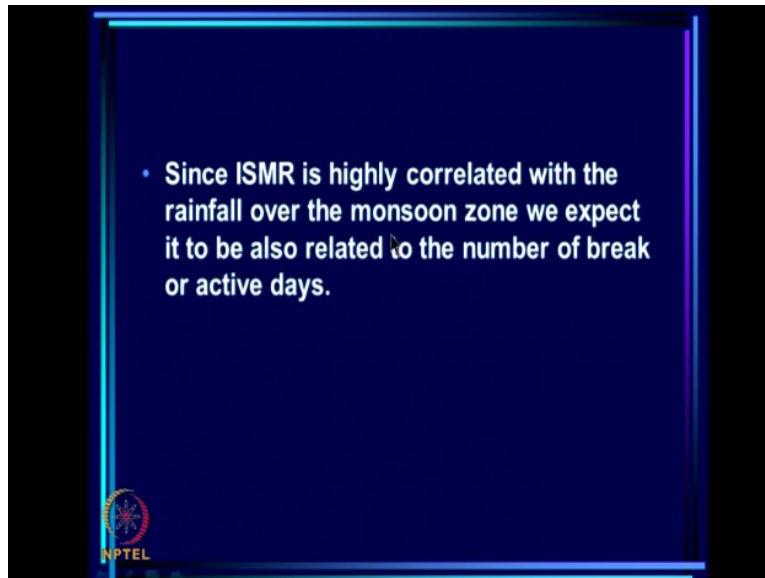 • Since ISMR is highly correlated with the
rainfall over the monsoon zone we expect
it to be also related to the number of break
or active days.
NPTEL